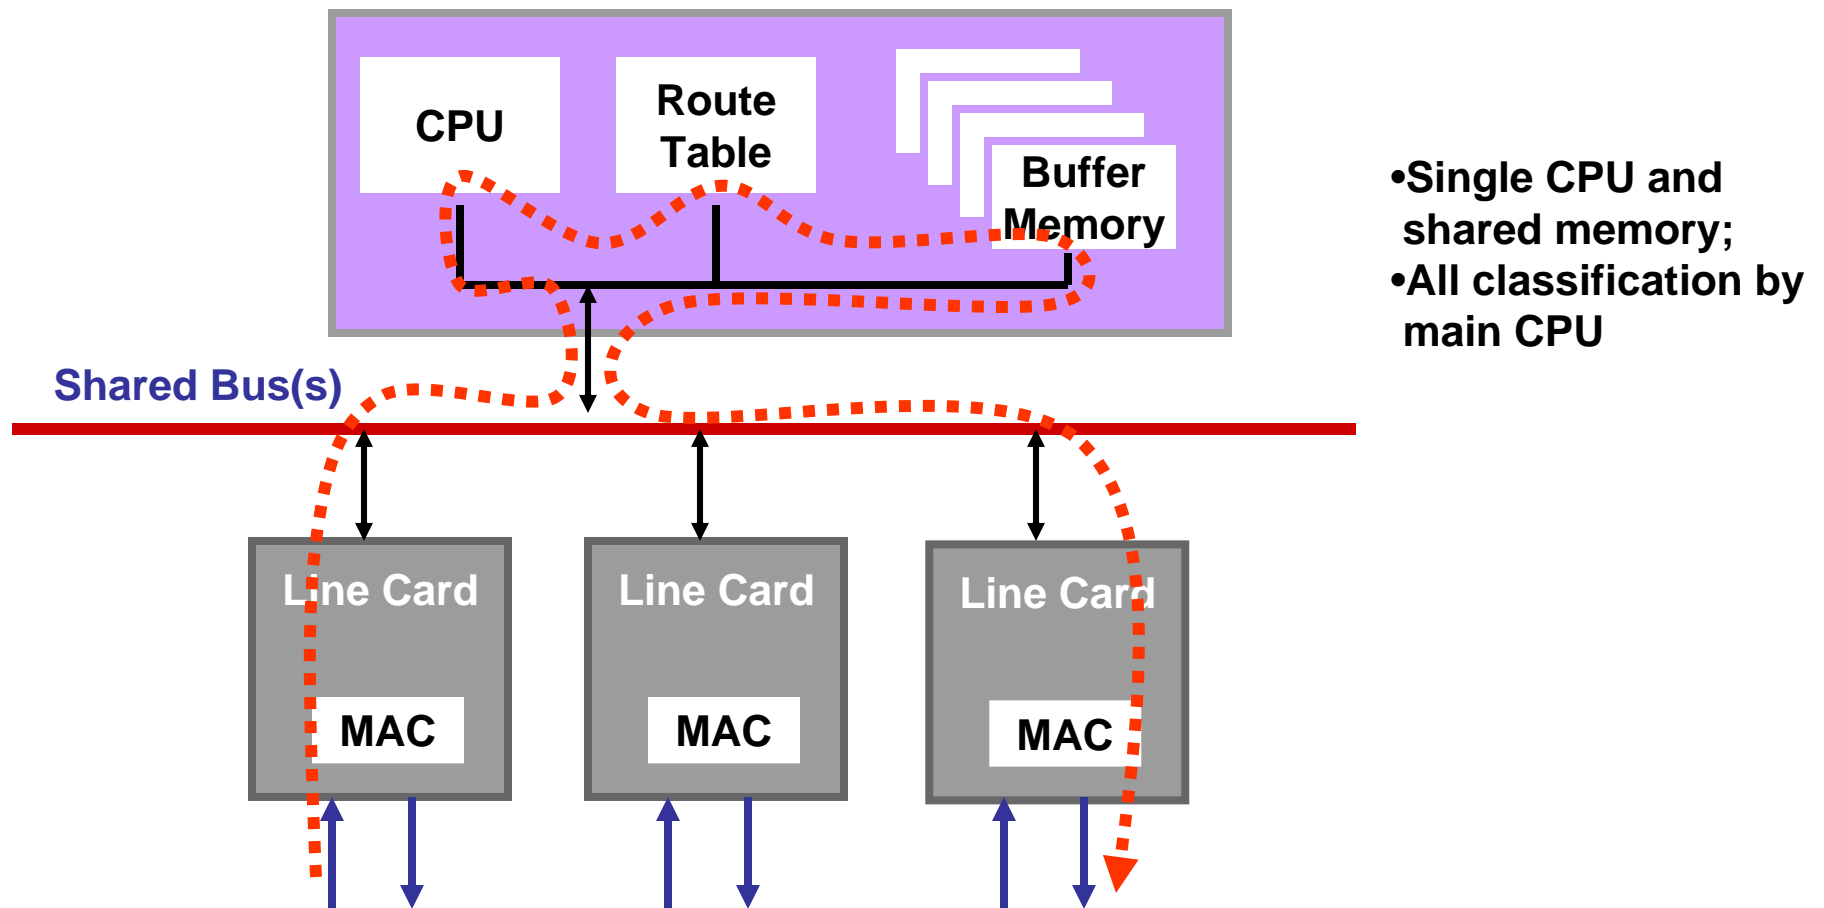 CPU
Route
Table
Buffer
Memory
•Single CPU and
shared memory;
•All classification by
main CPU
Shared Bus(s)
Line Card
Line Card
Line Card
MAC
MAC
MAC